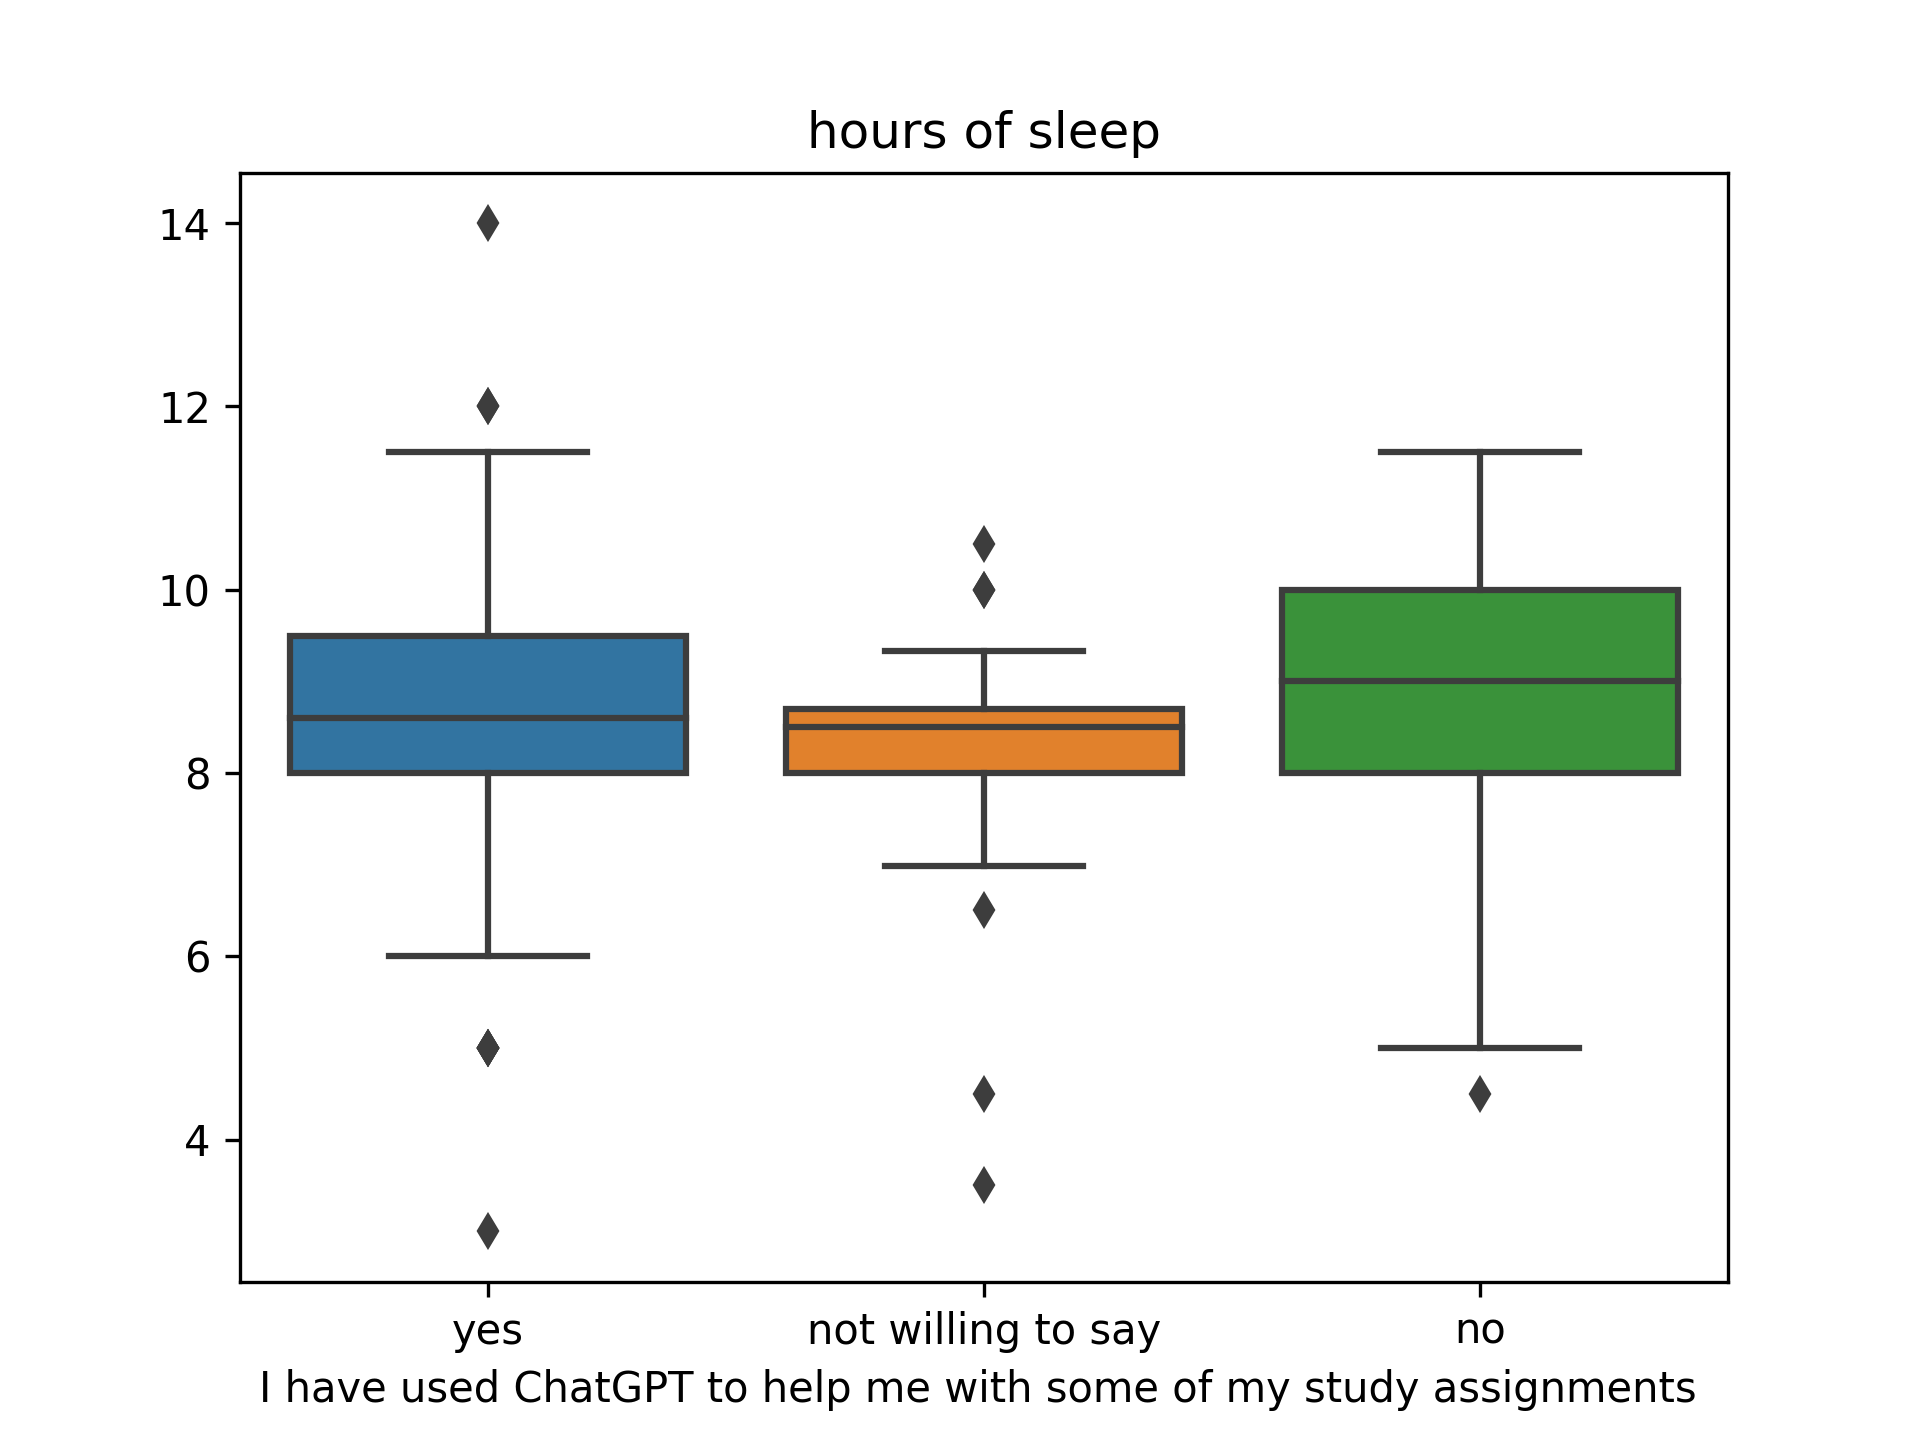 hours of sleep
14
12
10
8
6
4
yes not willing to say no
I have used ChatGPT to help me with some of my study assignments